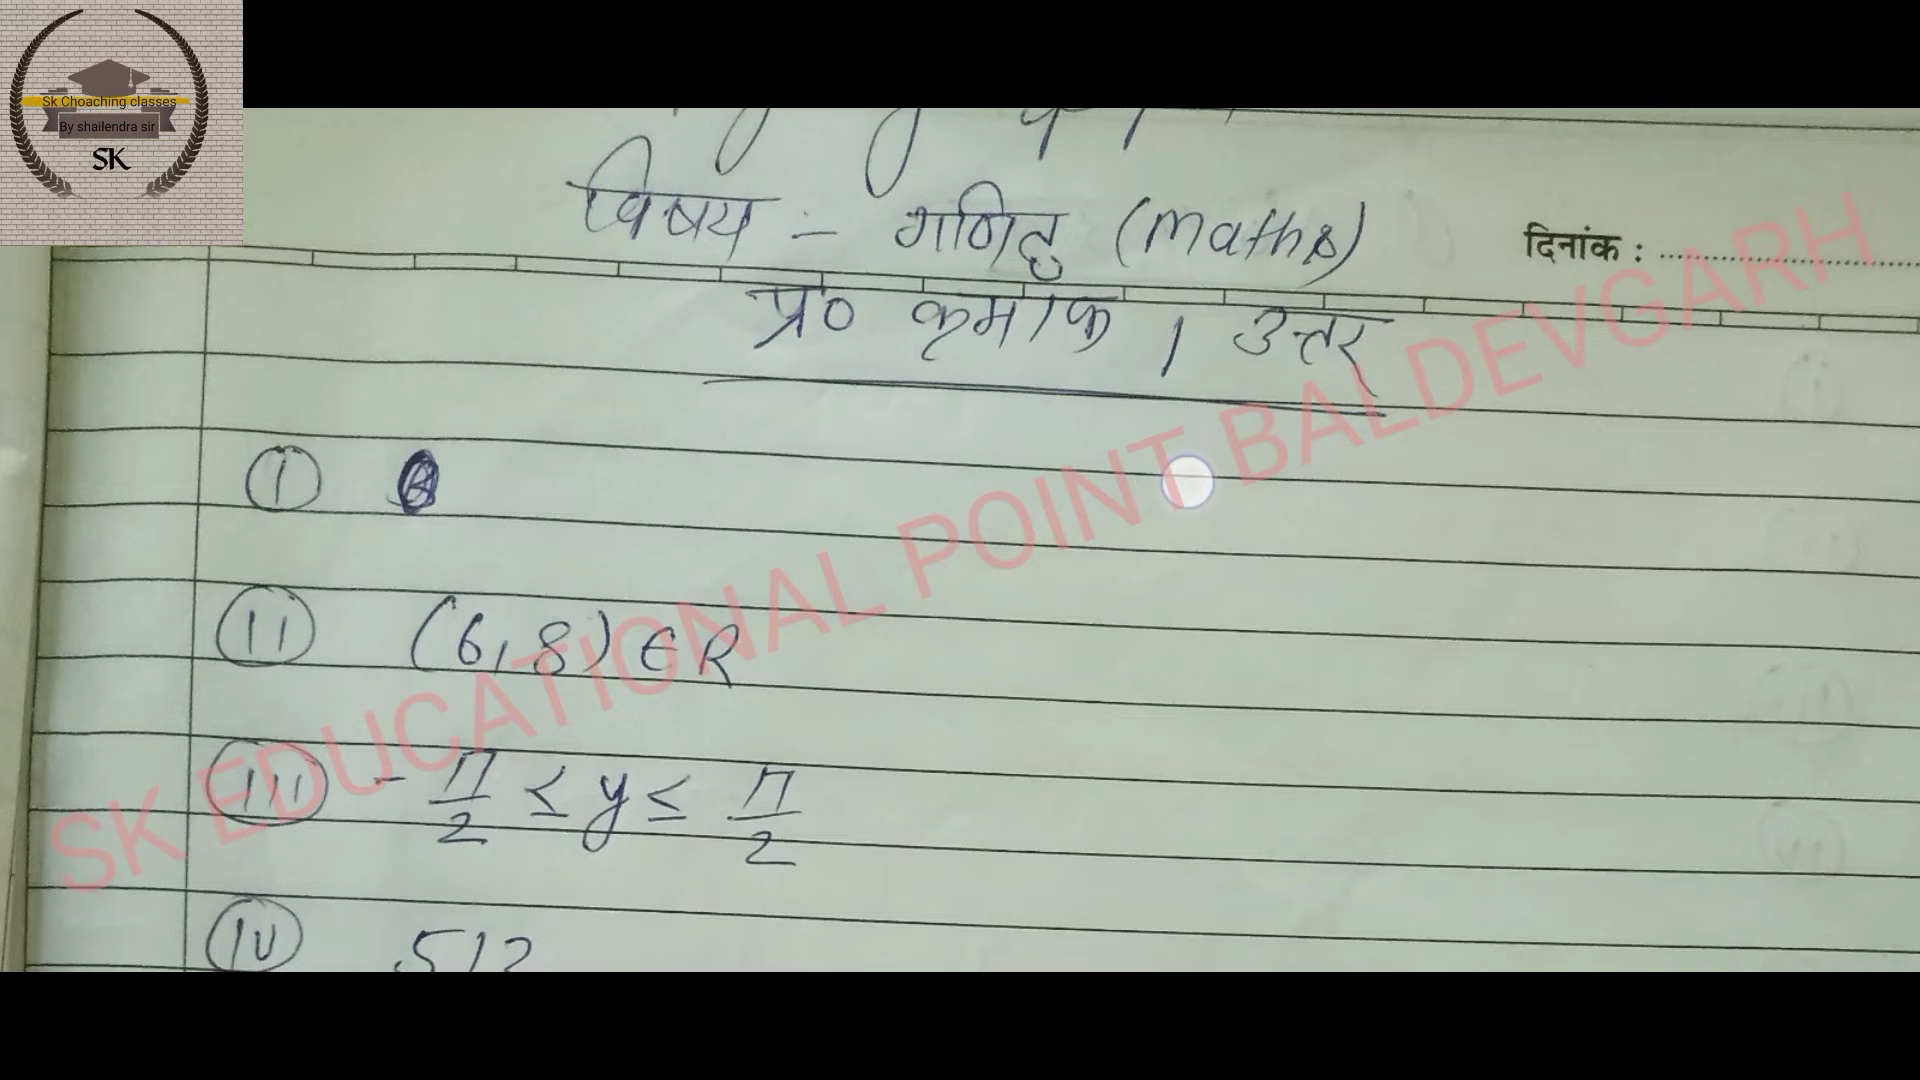 Sk Choaching classes
By shailendra sir
SK
विषय - गणित (Maths)
दिनांक :
प्र० क्रमांक 1 उत्तर
SK EDUCATIONAL POINT BALDEVGARH
(i)
(ii) (6,8) ∈ R
(iii) - π/2 ≤ y ≤ π/2
(iv) 512